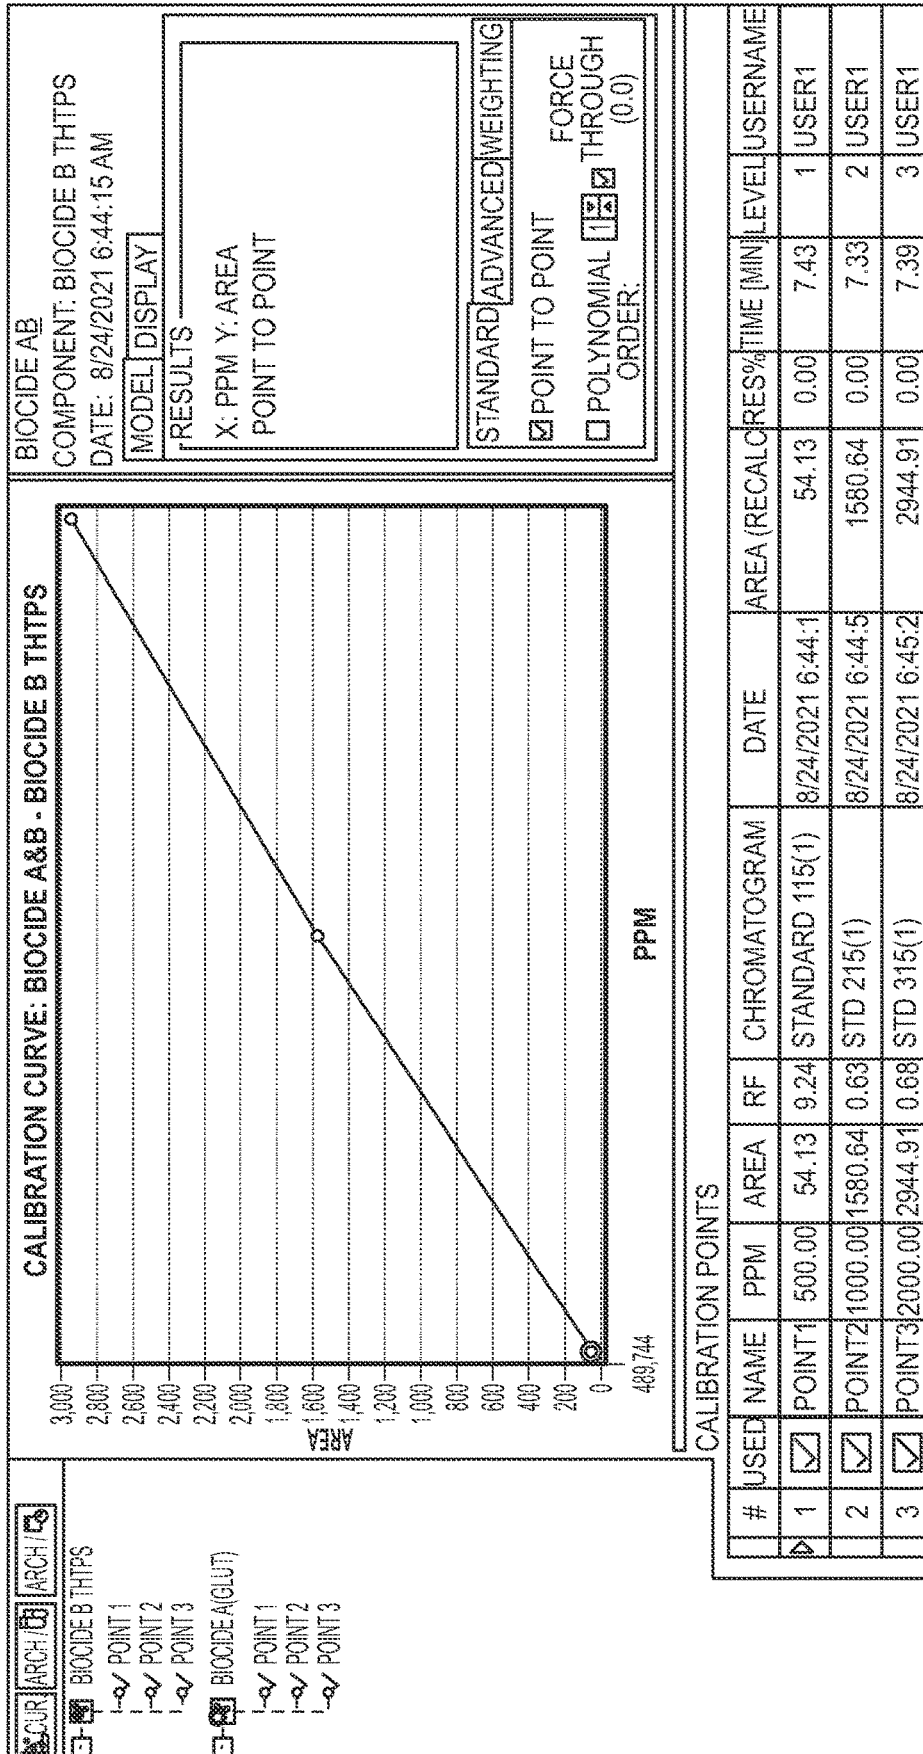 CUR ARCH / ARCH /
BIOCIDE B THTPS
POINT 1
POINT 2
POINT 3
BIOCIDE A(GLUT)
POINT 1
POINT 2
POINT 3
CALIBRATION CURVE: BIOCIDE A&B - BIOCIDE B THTPS
AREA
3,000
2,800
2,600
2,400
2,200
2,000
1,800
1,600
1,400
1,200
1,000
800
600
400
200
0
489,744
PPM
BIOCIDE AB
COMPONENT: BIOCIDE B THTPS
DATE: 8/24/2021 6:44:15 AM
MODEL DISPLAY
RESULTS
X: PPM Y: AREA
POINT TO POINT
STANDARD ADVANCED WEIGHTING
☑ POINT TO POINT
☐ POLYNOMIAL ORDER: 1 ☑ FORCE THROUGH (0.0)
CALIBRATION POINTS
# USED NAME PPM AREA RF CHROMATOGRAM DATE AREA (RECALC RES% TIME [MIN] LEVEL USERNAME
1 ☑ POINT1 500.00 54.13 9.24 STANDARD 115(1) 8/24/2021 6:44:1 54.13 0.00 7.43 1 USER1
2 ☑ POINT2 1000.00 1580.64 0.63 STD 215(1) 8/24/2021 6:44:5 1580.64 0.00 7.33 2 USER1
3 ☑ POINT3 2000.00 2944.91 0.68 STD 315(1) 8/24/2021 6:45:2 2944.91 0.00 7.39 3 USER1